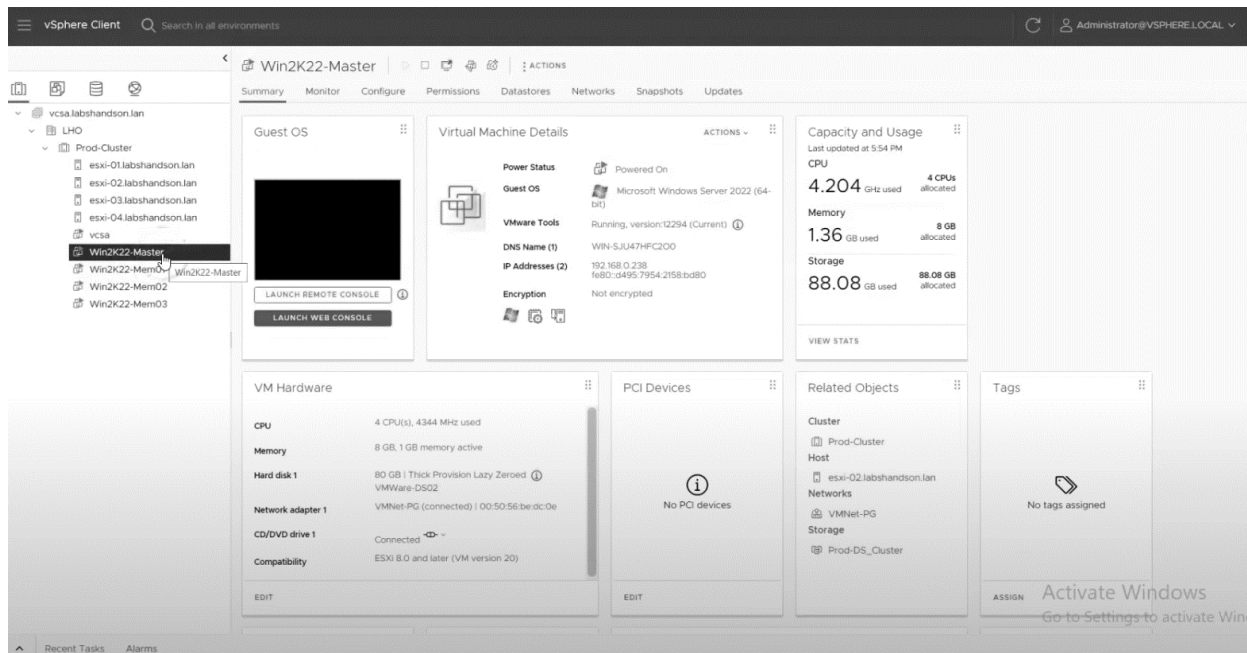 vSphere Client
Search in all environments
Administrator@VSPHERE.LOCAL
vcsa.labshandson.lan
LHO
Prod-Cluster
esxi-01.labshandson.lan
esxi-02.labshandson.lan
esxi-03.labshandson.lan
esxi-04.labshandson.lan
vcsa
Win2K22-Master
Win2K22-Mem01
Win2K22-Master
Win2K22-Mem02
Win2K22-Mem03
Win2K22-Master
ACTIONS
Summary Monitor Configure Permissions Datastores Networks Snapshots Updates
Guest OS
LAUNCH REMOTE CONSOLE
LAUNCH WEB CONSOLE
Virtual Machine Details
ACTIONS
Power Status Powered On
Guest OS Microsoft Windows Server 2022 (64-
bit)
VMware Tools Running, version:12294 (Current)
DNS Name (1) WIN-SJU47HFC2O0
IP Addresses (2) 192.168.0.238
fe80::d495:7954:2158:bd80
Encryption Not encrypted
Capacity and Usage
Last updated at 5:54 PM
CPU
4.204 GHz used 4 CPUs
allocated
Memory
1.36 GB used 8 GB
allocated
Storage
88.08 GB used 88.08 GB
allocated
VIEW STATS
VM Hardware
CPU 4 CPU(s), 4344 MHz used
Memory 8 GB, 1 GB memory active
Hard disk 1 80 GB | Thick Provision Lazy Zeroed
VMWare-DS02
Network adapter 1 VMNet-PG (connected) | 00:50:56:be:dc:0e
CD/DVD drive 1 Connected
Compatibility ESXi 8.0 and later (VM version 20)
EDIT
PCI Devices
No PCI devices
EDIT
Related Objects
Cluster
Prod-Cluster
Host
esxi-02.labshandson.lan
Networks
VMNet-PG
Storage
Prod-DS_Cluster
Tags
No tags assigned
ASSIGN
Activate Windows
Go to Settings to activate Win
Recent Tasks Alarms